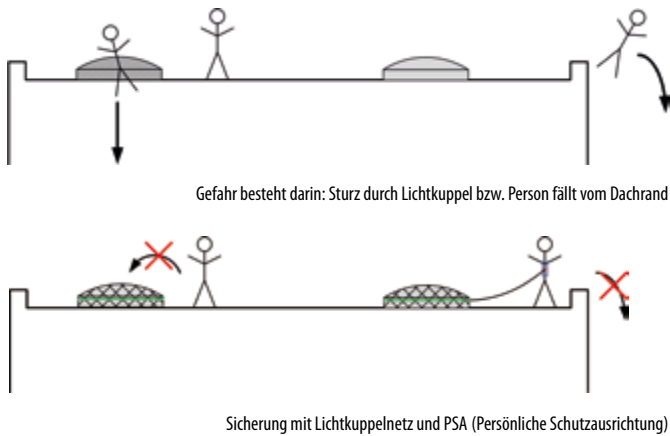 Gefahr besteht darin: Sturz durch Lichtkuppel bzw. Person fällt vom Dachrand
Sicherung mit Lichtkuppelnetz und PSA (Persönliche Schutzausrichtung)